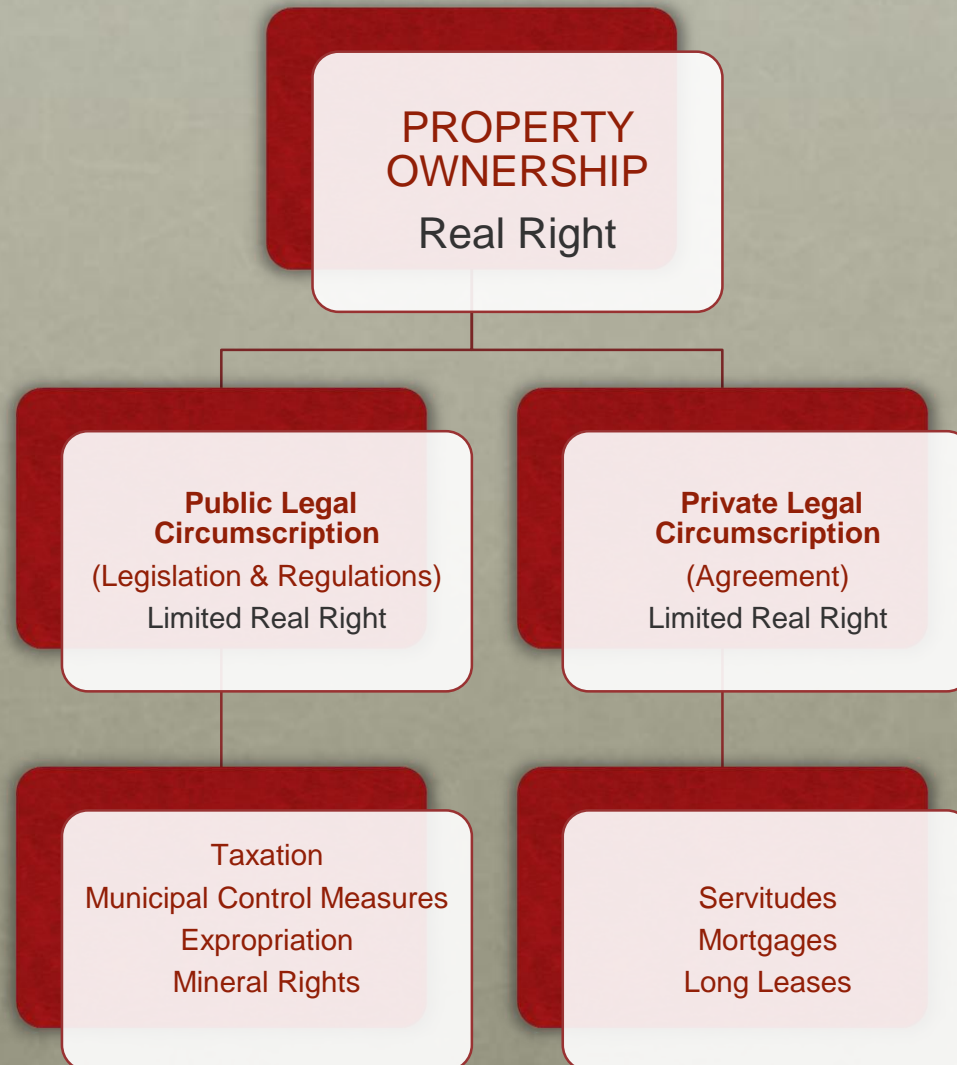 PROPERTY
OWNERSHIP
Real Right
Public Legal
Circumscription
(Legislation & Regulations)
Limited Real Right
Private Legal
Circumscription
(Agreement)
Limited Real Right
Taxation
Municipal Control Measures
Expropriation
Mineral Rights
Servitudes
Mortgages
Long Leases